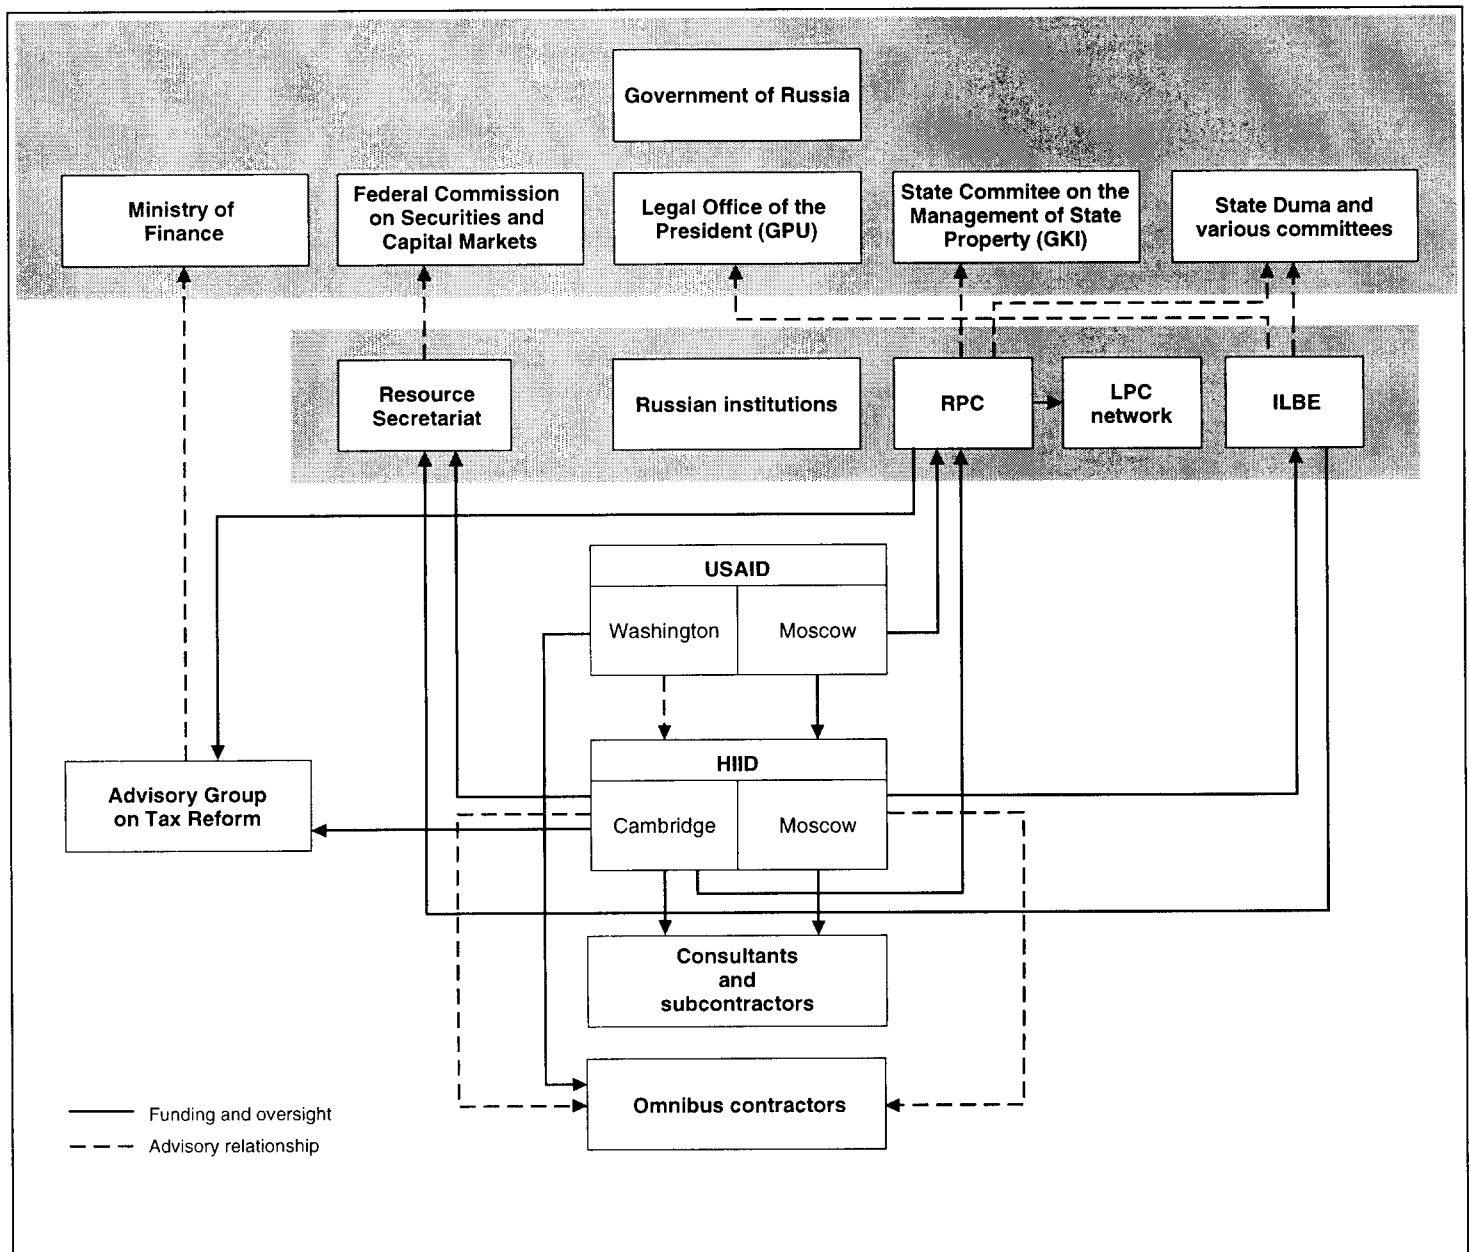 Government of Russia
Ministry of
Finance
Federal Commission
on Securities and
Capital Markets
Legal Office of the
President (GPU)
State Commitee on the
Management of State
Property (GKI)
State Duma and
various committees
Resource
Secretariat
Russian institutions
RPC
LPC
network
ILBE
USAID
Washington
Moscow
HIID
Cambridge
Moscow
Advisory Group
on Tax Reform
Consultants
and
subcontractors
Omnibus contractors
Funding and oversight
Advisory relationship